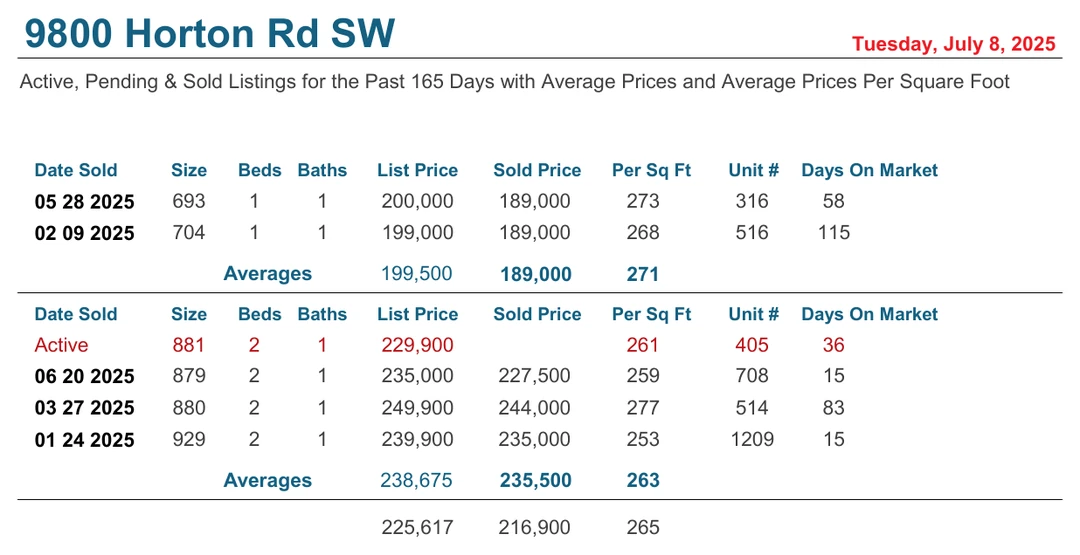 9800 Horton Rd SW
Tuesday, July 8, 2025
Active, Pending & Sold Listings for the Past 165 Days with Average Prices and Average Prices Per Square Foot
Date Sold Size Beds Baths List Price Sold Price Per Sq Ft Unit # Days On Market
05 28 2025 693 1 1 200,000 189,000 273 316 58
02 09 2025 704 1 1 199,000 189,000 268 516 115
Averages 199,500 189,000 271
Date Sold Size Beds Baths List Price Sold Price Per Sq Ft Unit # Days On Market
Active 881 2 1 229,900 261 405 36
06 20 2025 879 2 1 235,000 227,500 259 708 15
03 27 2025 880 2 1 249,900 244,000 277 514 83
01 24 2025 929 2 1 239,900 235,000 253 1209 15
Averages 238,675 235,500 263
225,617 216,900 265